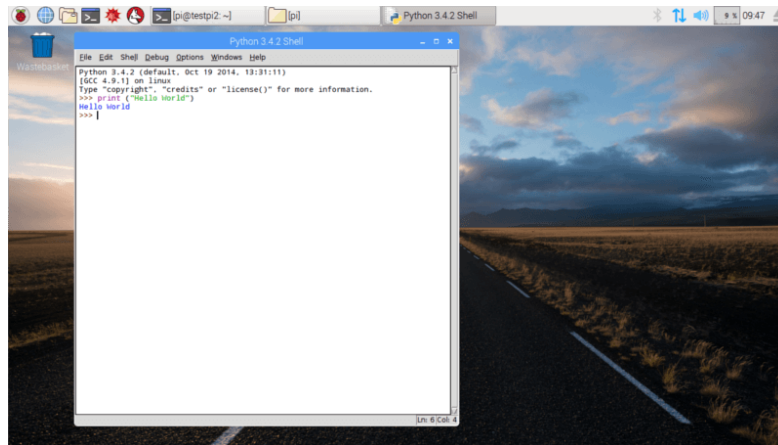 [pi@testpi2: ~]
[pi]
Python 3.4.2 Shell
9 %
09:47
Wastebasket
Python 3.4.2 Shell
File Edit Shell Debug Options Windows Help
Python 3.4.2 (default, Oct 19 2014, 13:31:11)
[GCC 4.9.1] on linux
Type "copyright", "credits" or "license()" for more information.
>>> print ("Hello World")
Hello World
>>>
Ln: 6 Col: 4